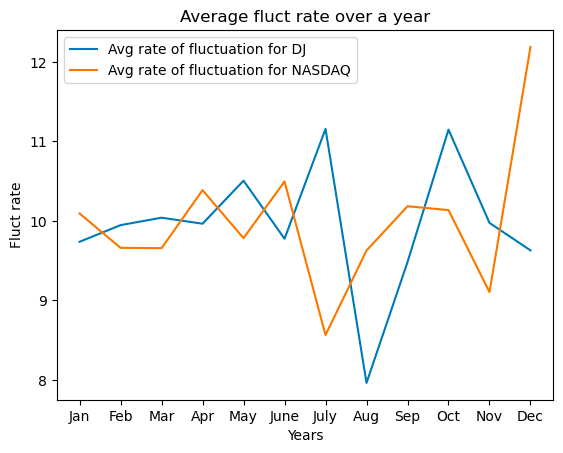 Average fluct rate over a year
Avg rate of fluctuation for DJ
Avg rate of fluctuation for NASDAQ
Fluct rate
12
11
10
9
8
Jan Feb Mar Apr May June July Aug Sep Oct Nov Dec
Years